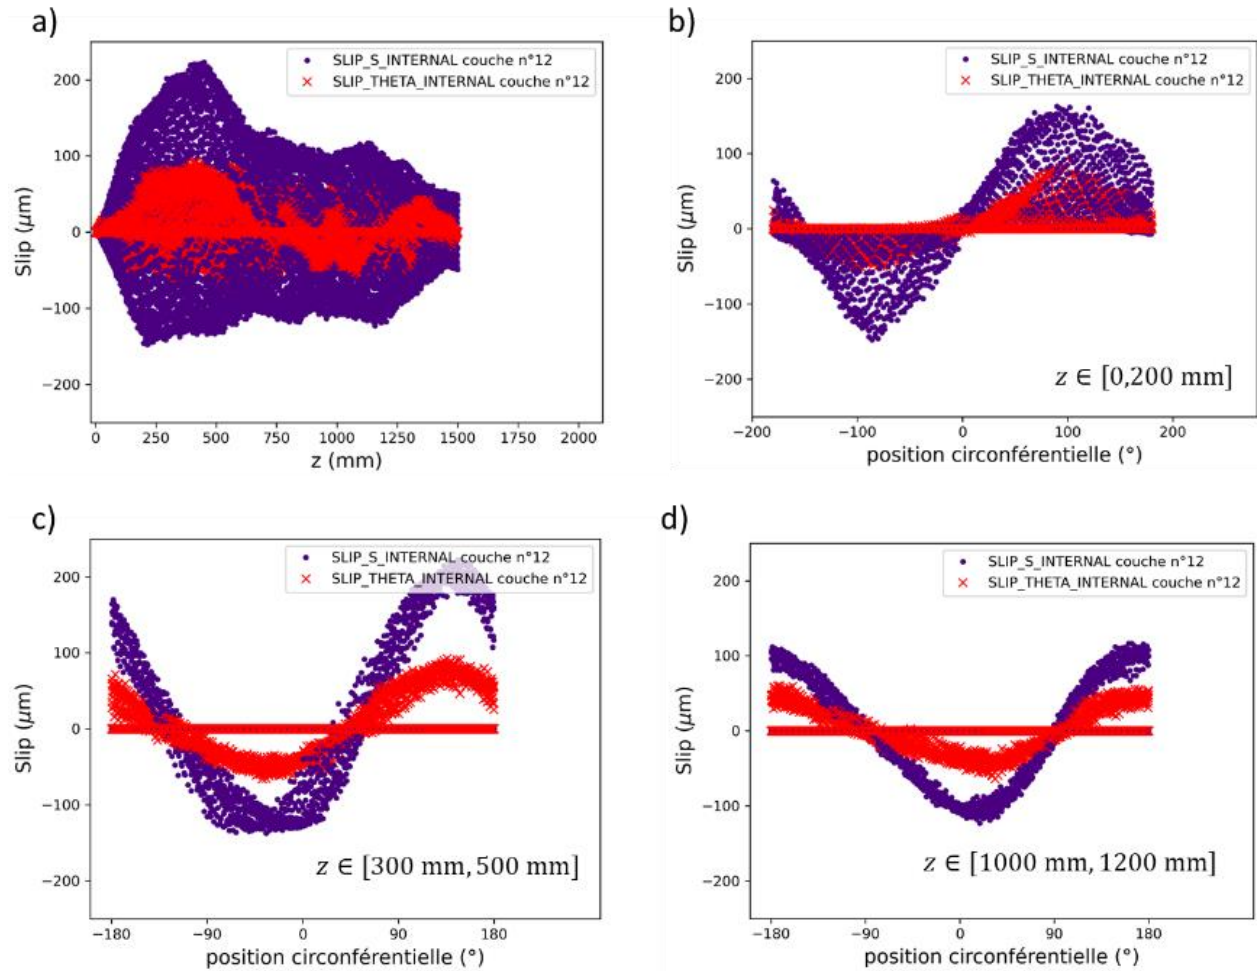 a)
SLIP_S_INTERNAL couche n°12
SLIP_THETA_INTERNAL couche n°12
200
100
0
−100
−200
Slip (μm)
0 250 500 750 1000 1250 1500 1750 2000
z (mm)
b)
SLIP_S_INTERNAL couche n°12
SLIP_THETA_INTERNAL couche n°12
200
100
0
−100
−200
Slip (μm)
z ∈ [0,200 mm]
−200 −100 0 100 200
position circonférentielle (°)
c)
SLIP_S_INTERNAL couche n°12
SLIP_THETA_INTERNAL couche n°12
200
100
0
−100
−200
Slip (μm)
z ∈ [300 mm, 500 mm]
−180 −90 0 90 180
position circonférentielle (°)
d)
SLIP_S_INTERNAL couche n°12
SLIP_THETA_INTERNAL couche n°12
200
100
0
−100
−200
Slip (μm)
z ∈ [1000 mm, 1200 mm]
−180 −90 0 90 180
position circonférentielle (°)